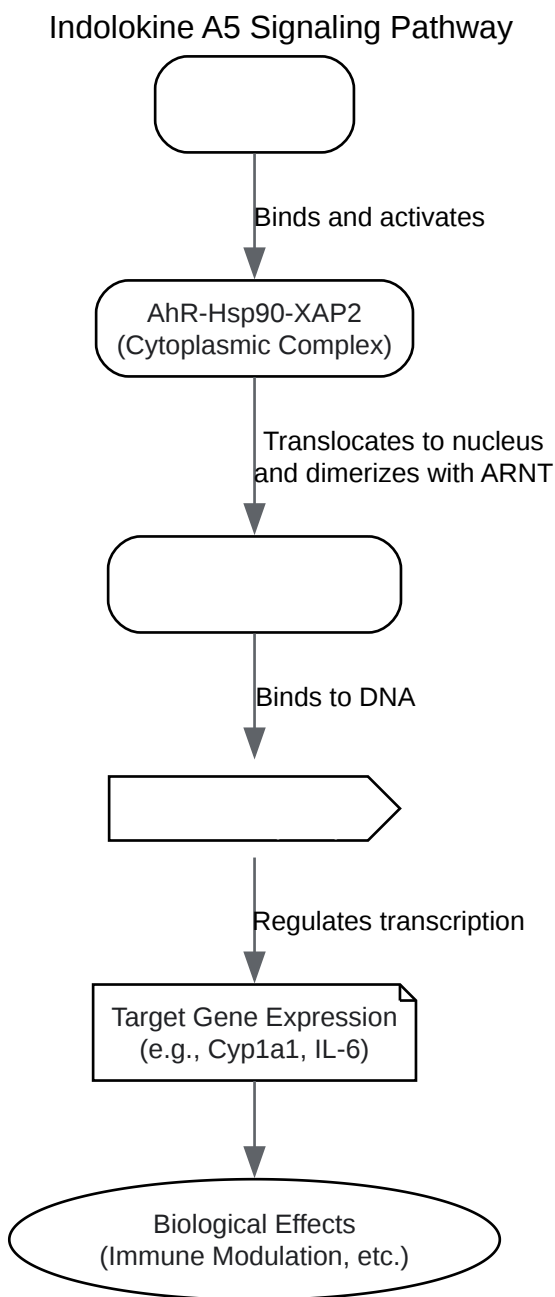 Indolokine A5 Signaling Pathway
Binds and activates
AhR-Hsp90-XAP2
(Cytoplasmic Complex)
Translocates to nucleus
and dimerizes with ARNT
Binds to DNA
Regulates transcription
Target Gene Expression
(e.g., Cyp1a1, IL-6)
Biological Effects
(Immune Modulation, etc.)